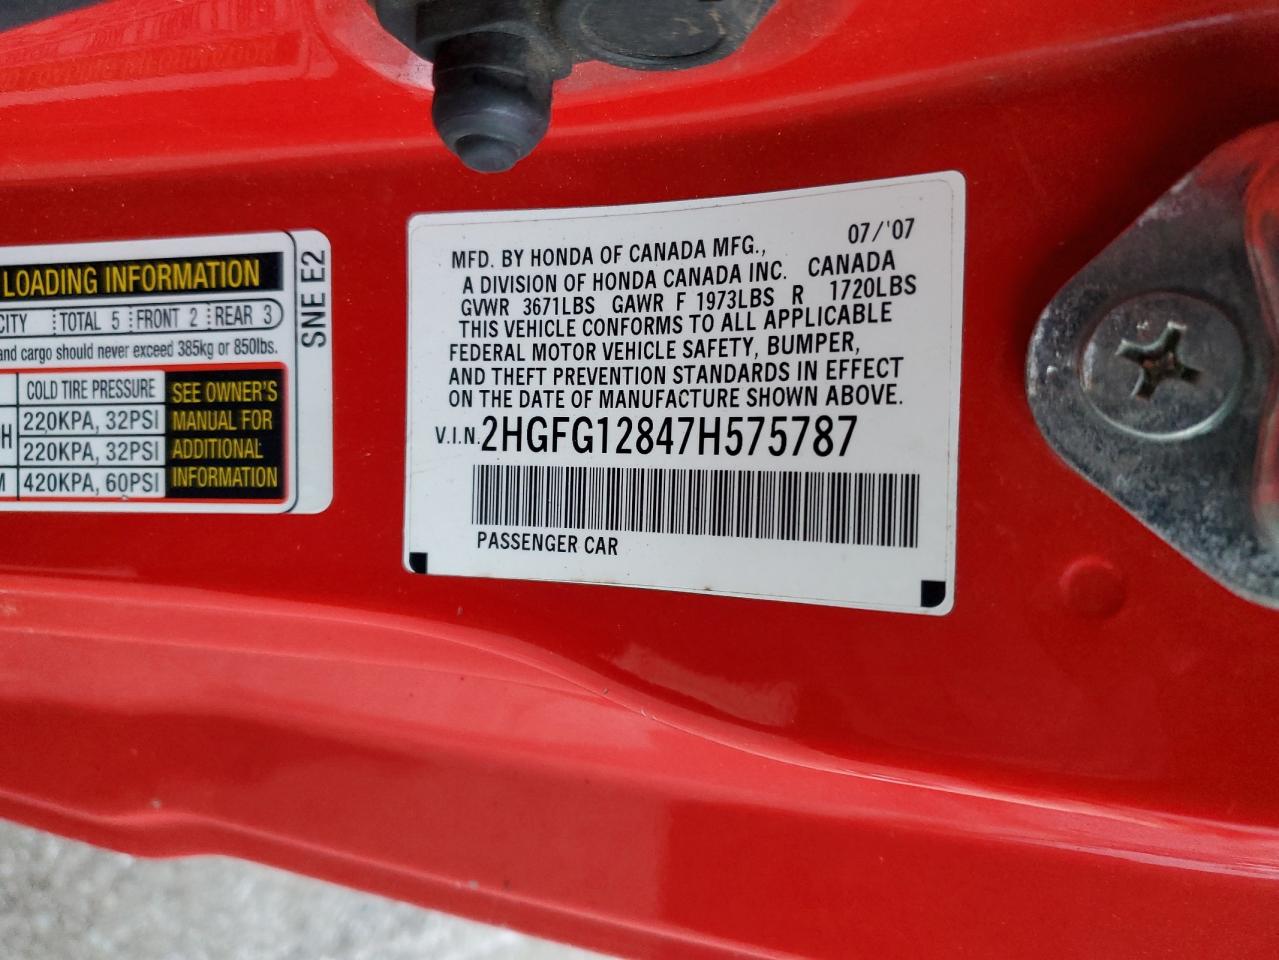 LOADING INFORMATION
CITY TOTAL 5 FRONT 2 REAR 3
and cargo should never exceed 385kg or 850lbs.
COLD TIRE PRESSURE
H 220KPA, 32PSI
220KPA, 32PSI
M 420KPA, 60PSI
SEE OWNER'S
MANUAL FOR
ADDITIONAL
INFORMATION
SNE E2
07/'07
MFD. BY HONDA OF CANADA MFG.,
A DIVISION OF HONDA CANADA INC. CANADA
GVWR 3671LBS GAWR F 1973LBS R 1720LBS
THIS VEHICLE CONFORMS TO ALL APPLICABLE
FEDERAL MOTOR VEHICLE SAFETY, BUMPER,
AND THEFT PREVENTION STANDARDS IN EFFECT
ON THE DATE OF MANUFACTURE SHOWN ABOVE.
V.I.N. 2HGFG12847H575787
PASSENGER CAR